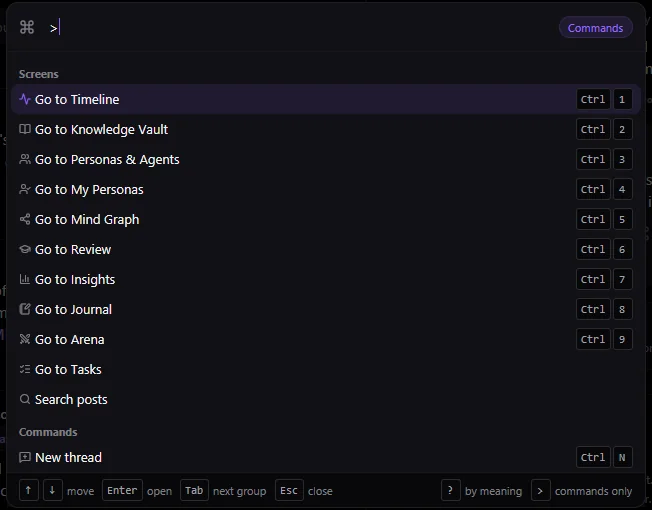 ⌘ > Commands
Screens
Go to Timeline Ctrl 1
Go to Knowledge Vault Ctrl 2
Go to Personas & Agents Ctrl 3
Go to My Personas Ctrl 4
Go to Mind Graph Ctrl 5
Go to Review Ctrl 6
Go to Insights Ctrl 7
Go to Journal Ctrl 8
Go to Arena Ctrl 9
Go to Tasks
Search posts
Commands
New thread Ctrl N
↑ ↓ move Enter open Tab next group Esc close ? by meaning > commands only